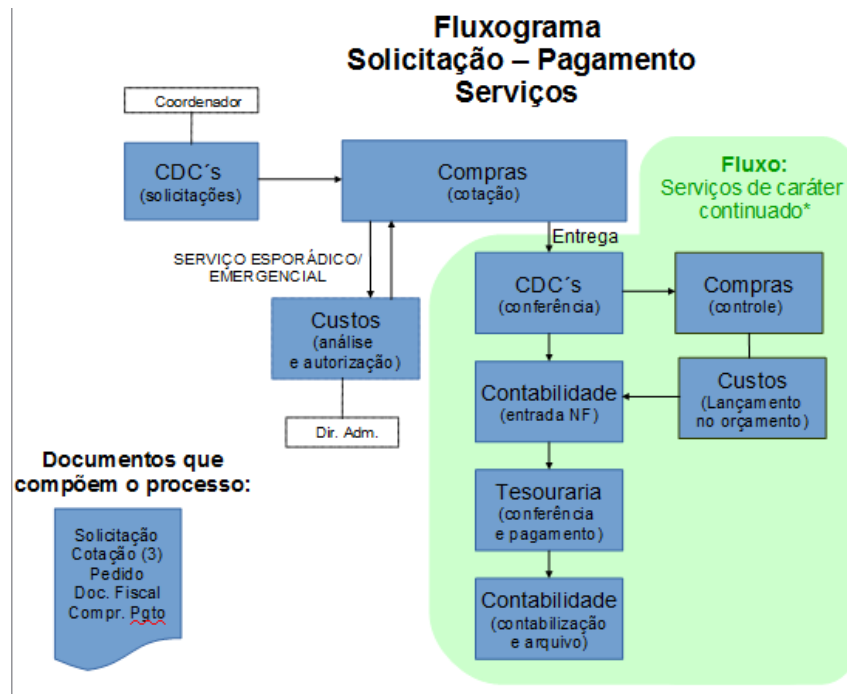 Fluxograma
Solicitação – Pagamento
Serviços
Coordenador
CDC´s
(solicitações)
Compras
(cotação)
Fluxo:
Serviços de caráter
continuado*
Entrega
SERVIÇO ESPORÁDICO/
EMERGENCIAL
CDC´s
(conferência)
Compras
(controle)
Custos
(análise
e autorização)
Contabilidade
(entrada NF)
Custos
(Lançamento
no orçamento)
Dir. Adm.
Documentos que
compõem o processo:
Tesouraria
(conferência
e pagamento)
Solicitação
Cotação (3)
Pedido
Doc. Fiscal
Compr. Pgto
Contabilidade
(contabilização
e arquivo)